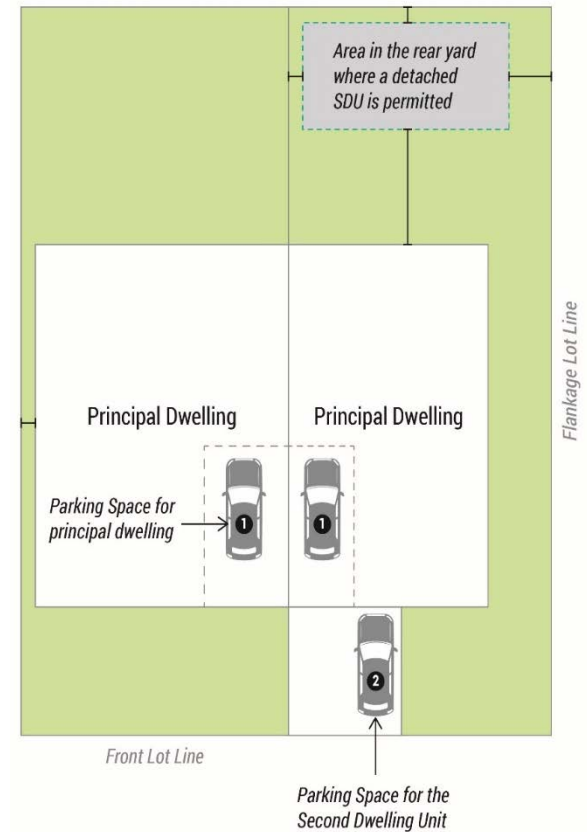 Area in the rear yard
where a detached
SDU is permitted
Flankage Lot Line
Principal Dwelling
Principal Dwelling
Parking Space for
principal dwelling
1
1
2
Front Lot Line
Parking Space for the
Second Dwelling Unit